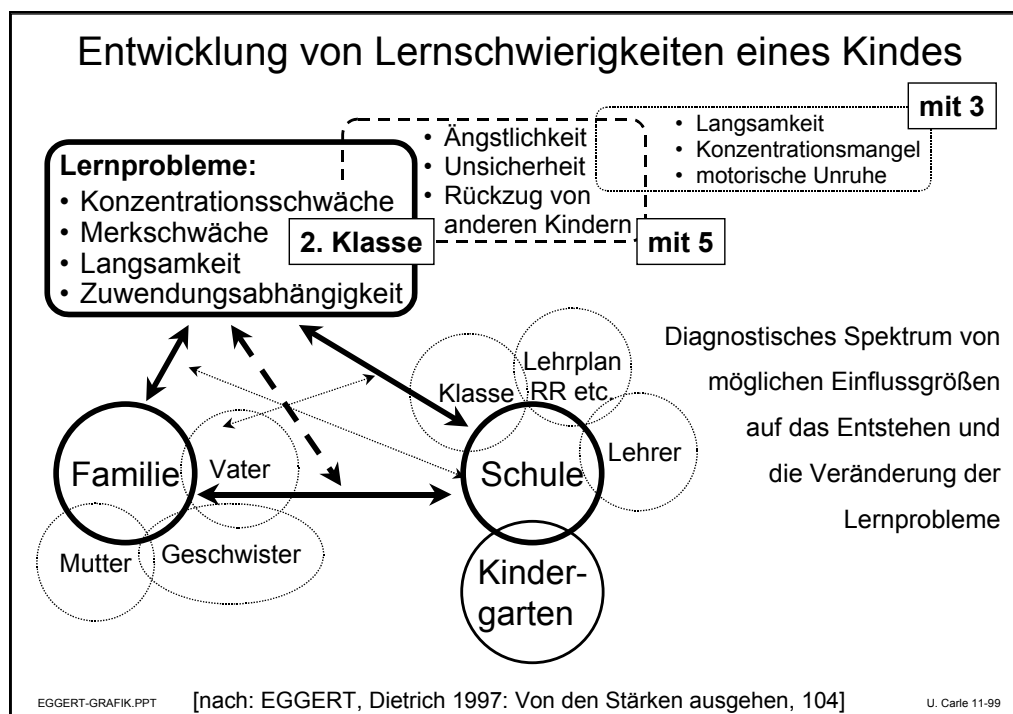 Entwicklung von Lernschwierigkeiten eines Kindes
mit 3
• Langsamkeit
• Konzentrationsmangel
• motorische Unruhe
• Ängstlichkeit
• Unsicherheit
• Rückzug von
anderen Kindern
mit 5
Lernprobleme:
• Konzentrationsschwäche
• Merkschwäche
• Langsamkeit
• Zuwendungsabhängigkeit
2. Klasse
Familie
Vater
Mutter
Geschwister
Klasse
Lehrplan
RR etc.
Lehrer
Schule
Kinder-
garten
Diagnostisches Spektrum von
möglichen Einflussgrößen
auf das Entstehen und
die Veränderung der
Lernprobleme
EGGERT-GRAFIK.PPT
[nach: EGGERT, Dietrich 1997: Von den Stärken ausgehen, 104]
U. Carle 11-99